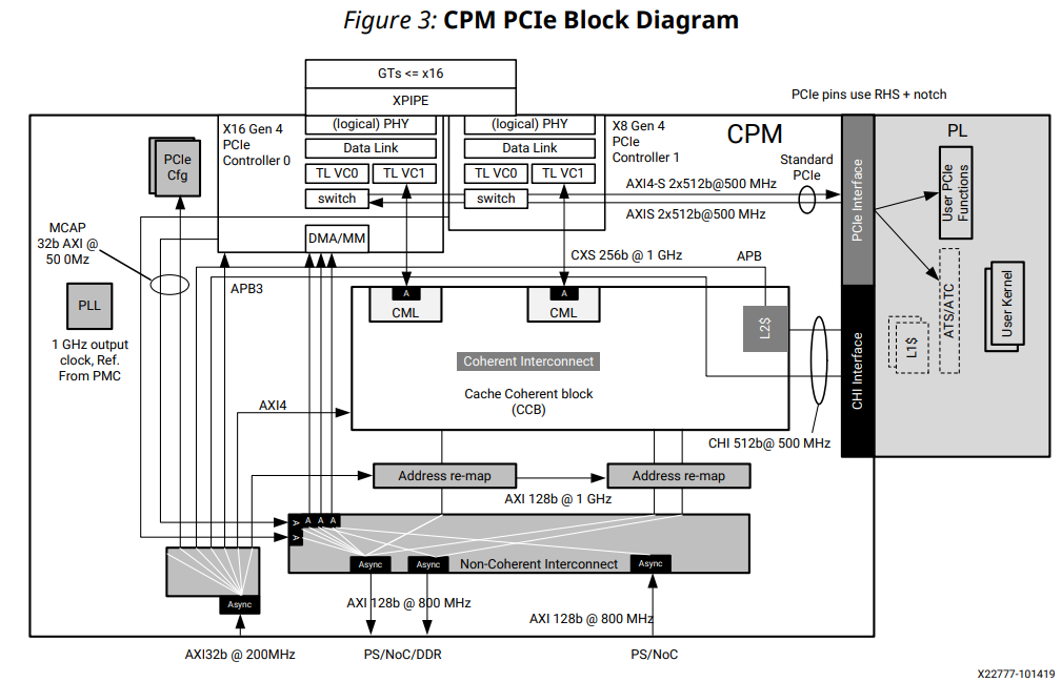 Figure 3: CPM PCIe Block Diagram
GTs <= x16
XPIPE
PCIe pins use RHS + notch
X16 Gen 4
PCIe
Controller 0
(logical) PHY
Data Link
TL VC0
TL VC1
switch
DMA/MM
(logical) PHY
Data Link
TL VC0
TL VC1
switch
X8 Gen 4
PCIe
Controller 1
CPM
Standard
PCIe
AXI4-S 2x512b@500 MHz
AXIS 2x512b@500 MHz
PCIe Interface
PL
User PCIe
Functions
PCIe
Cfg
MCAP
32b AXI @
50 0Mz
PLL
1 GHz output
clock, Ref.
From PMC
APB3
CXS 256b @ 1 GHz
APB
A
CML
A
CML
L2$
Coherent Interconnect
Cache Coherent block
(CCB)
CHI Interface
L1$
ATS/ATC
User Kernel
AXI4
CHI 512b@ 500 MHz
Address re-map
Address re-map
AXI 128b @ 1 GHz
A
A
A
A
A
Async
Async
Non-Coherent Interconnect
Async
Async
AXI 128b @ 800 MHz
AXI 128b @ 800 MHz
AXI32b @ 200MHz
PS/NoC/DDR
PS/NoC
X22777-101419